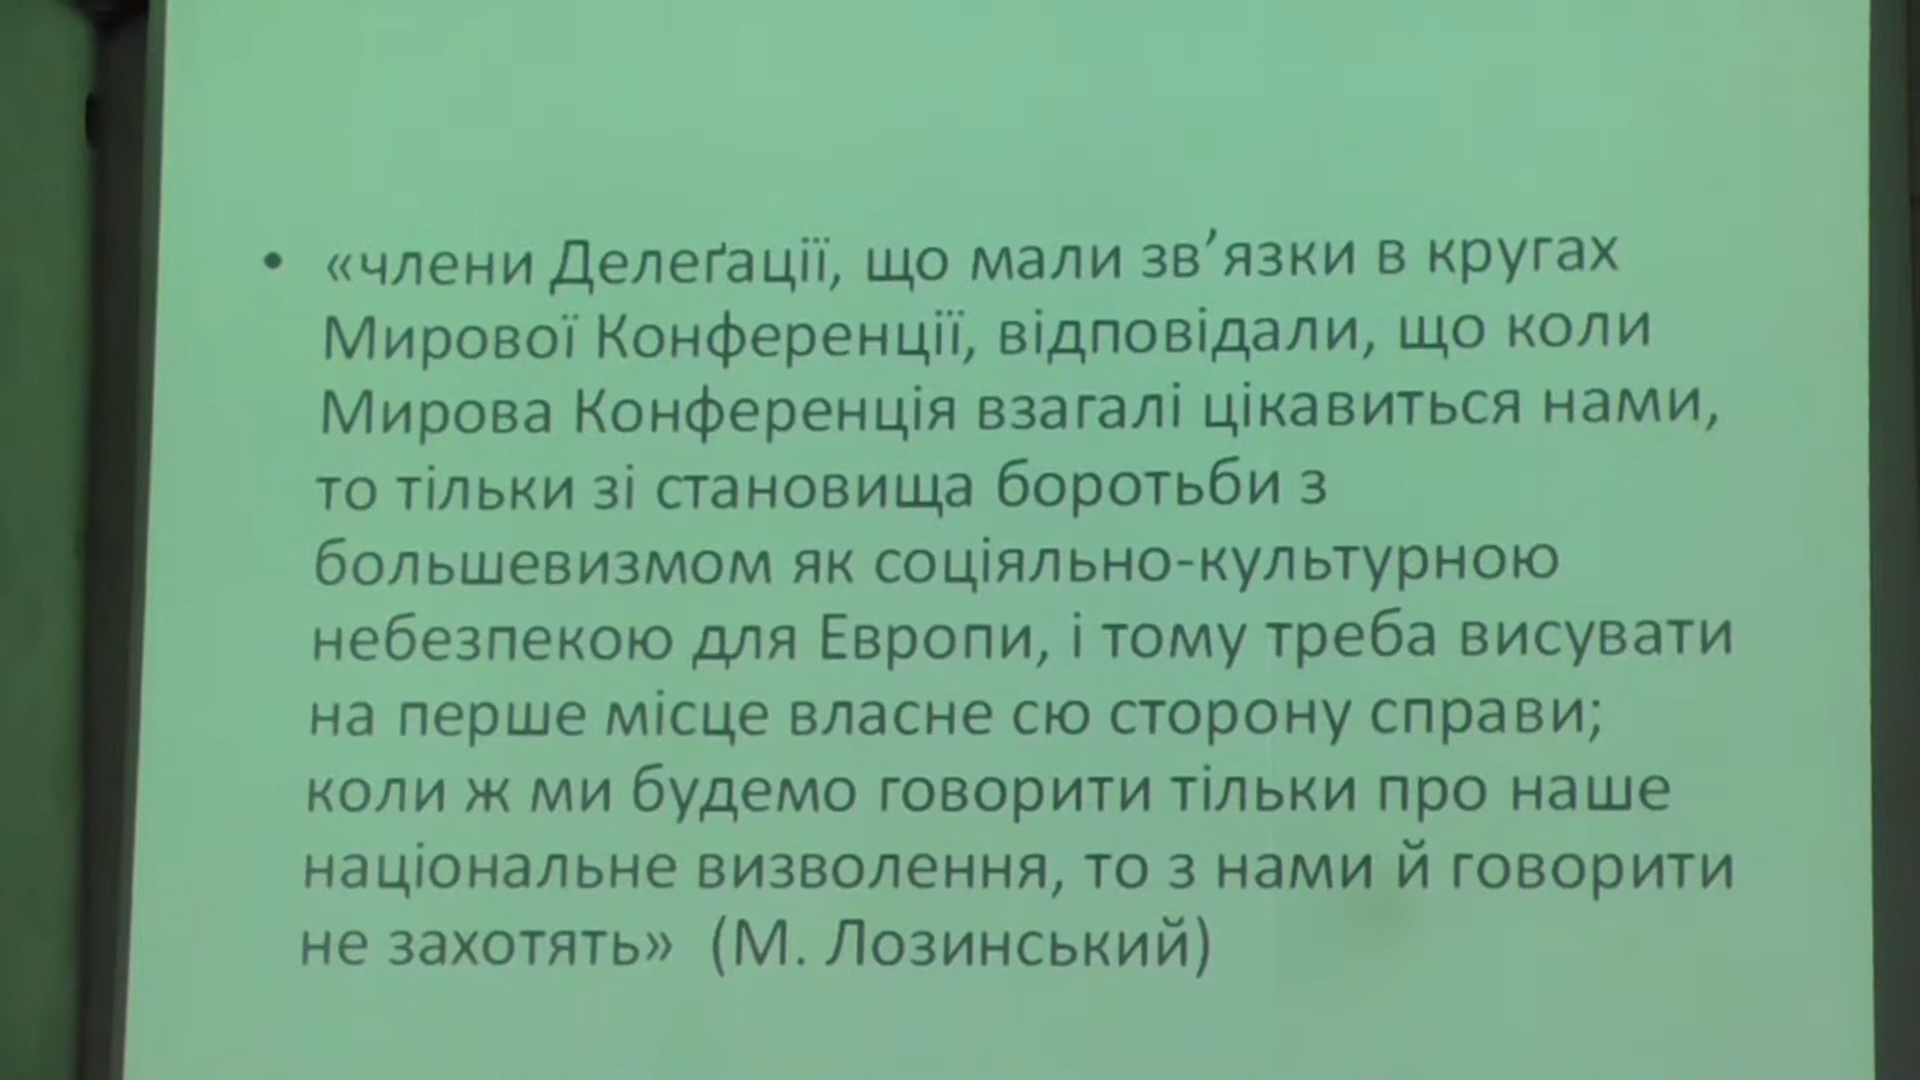 • «члени Делеґації, що мали зв’язки в кругах
Мирової Конференції, відповідали, що коли
Мирова Конференція взагалі цікавиться нами,
то тільки зі становища боротьби з
большевизмом як соціяльно-культурною
небезпекою для Европи, і тому треба висувати
на перше місце власне сю сторону справи;
коли ж ми будемо говорити тільки про наше
національне визволення, то з нами й говорити
не захотять» (М. Лозинський)